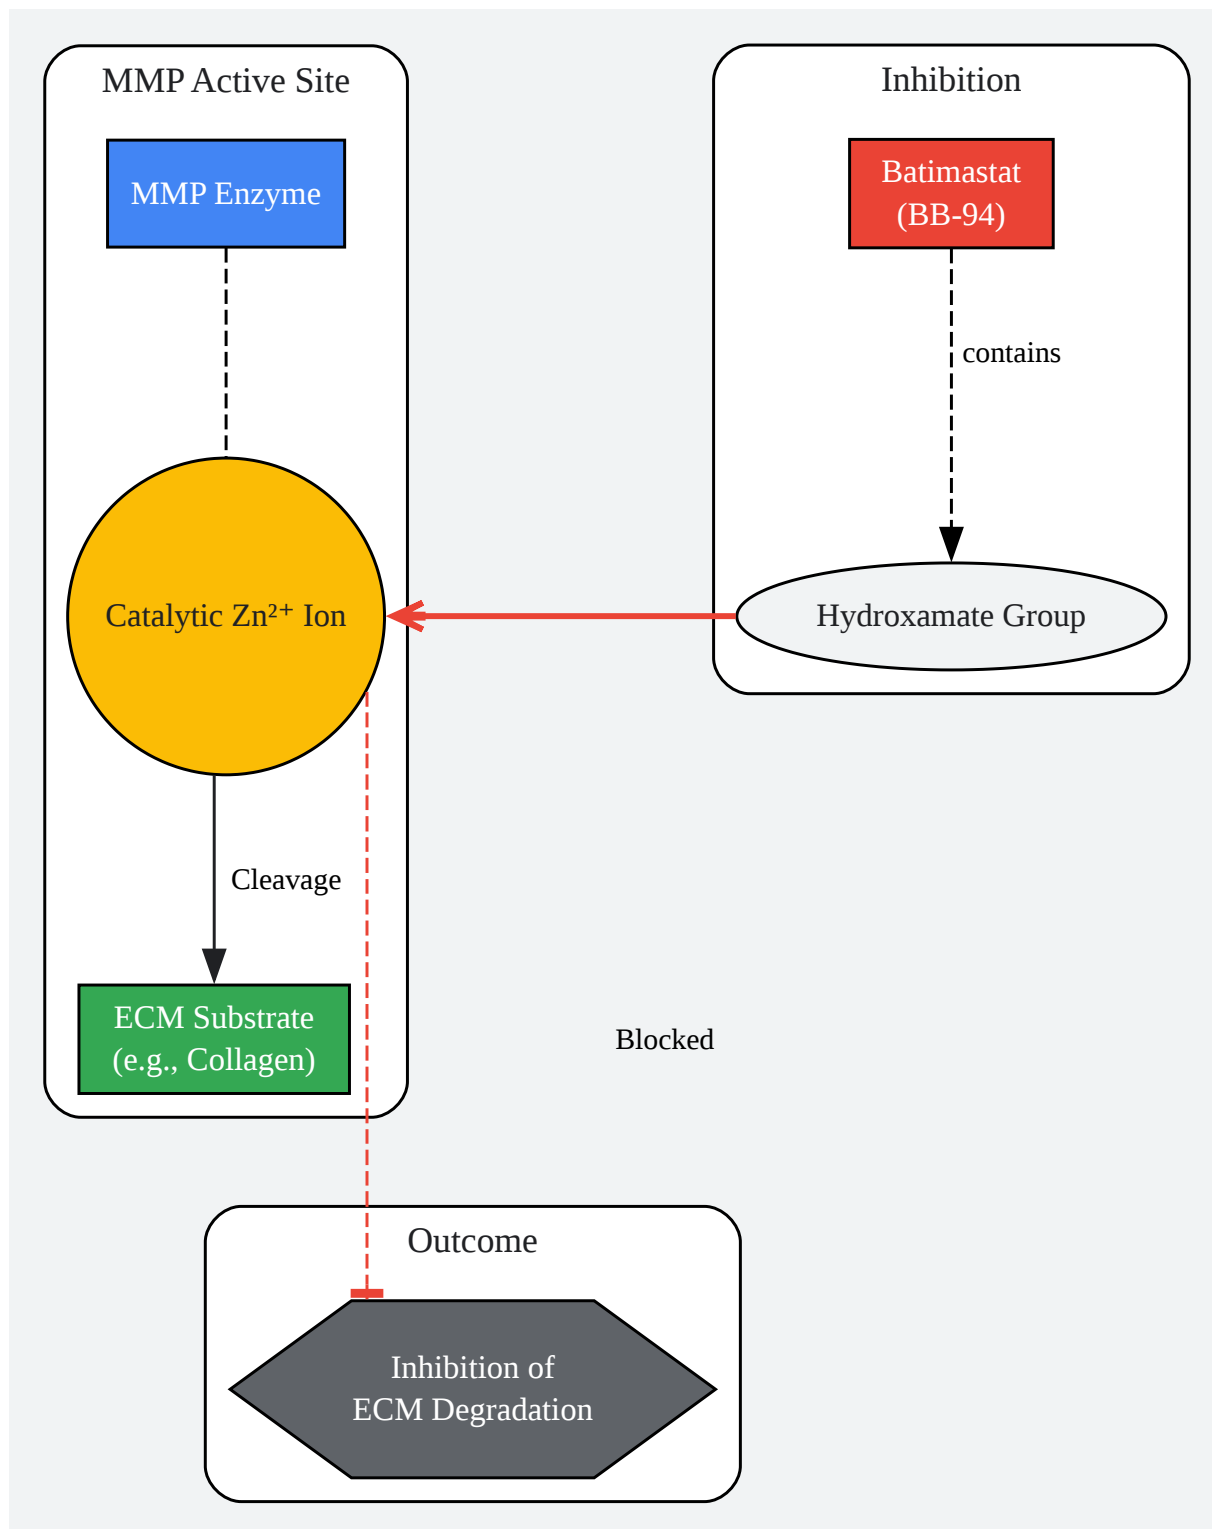 MMP Active Site
MMP Enzyme
Catalytic Zn²⁺ Ion
Cleavage
ECM Substrate
(e.g., Collagen)
Inhibition
Batimastat
(BB-94)
contains
Hydroxamate Group
Blocked
Outcome
Inhibition of
ECM Degradation